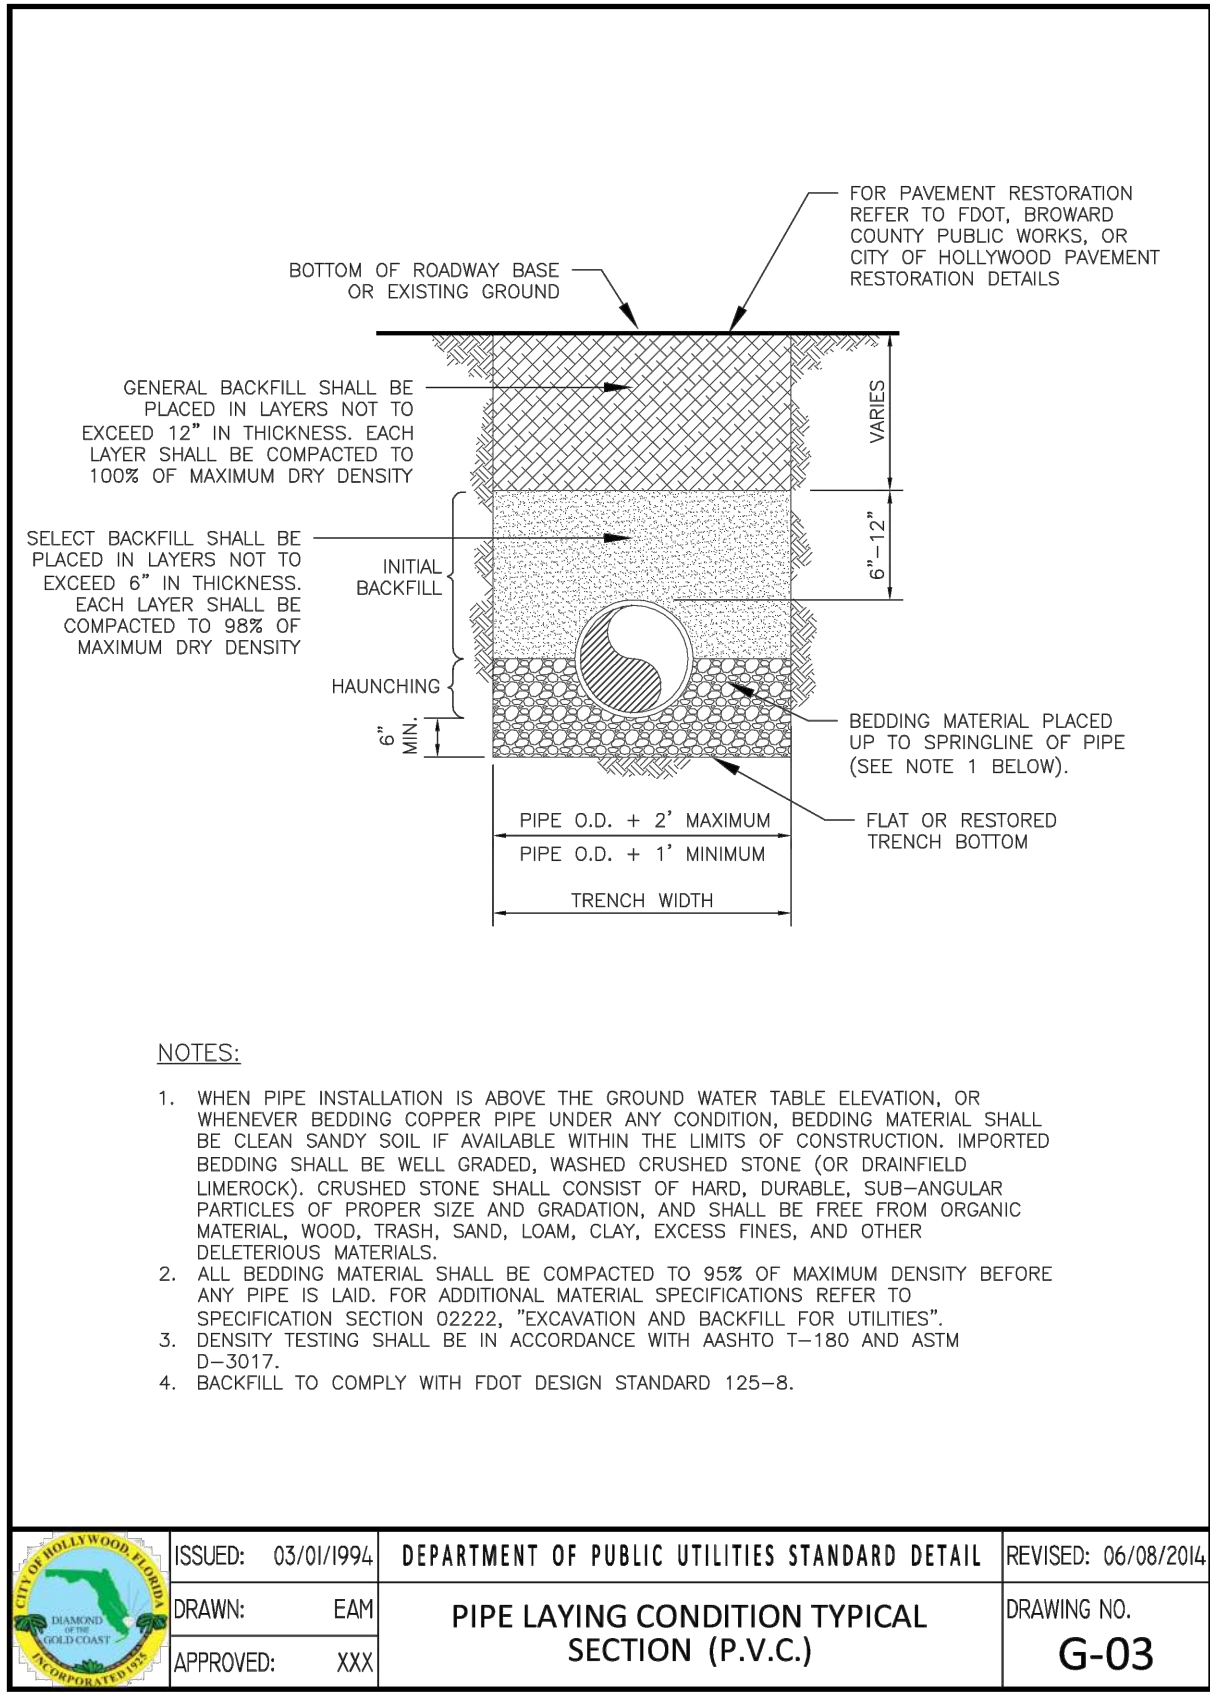 FOR PAVEMENT RESTORATION
REFER TO FDOT, BROWARD
COUNTY PUBLIC WORKS, OR
CITY OF HOLLYWOOD PAVEMENT
RESTORATION DETAILS
BOTTOM OF ROADWAY BASE
OR EXISTING GROUND
GENERAL BACKFILL SHALL BE
PLACED IN LAYERS NOT TO
EXCEED 12" IN THICKNESS. EACH
LAYER SHALL BE COMPACTED TO
100% OF MAXIMUM DRY DENSITY
VARIES
SELECT BACKFILL SHALL BE
PLACED IN LAYERS NOT TO
EXCEED 6" IN THICKNESS.
EACH LAYER SHALL BE
COMPACTED TO 98% OF
MAXIMUM DRY DENSITY
INITIAL
BACKFILL
6"-12"
HAUNCHING
6"
MIN.
BEDDING MATERIAL PLACED
UP TO SPRINGLINE OF PIPE
(SEE NOTE 1 BELOW).
FLAT OR RESTORED
TRENCH BOTTOM
PIPE O.D. + 2' MAXIMUM
PIPE O.D. + 1' MINIMUM
TRENCH WIDTH
NOTES:
1. WHEN PIPE INSTALLATION IS ABOVE THE GROUND WATER TABLE ELEVATION, OR
WHENEVER BEDDING COPPER PIPE UNDER ANY CONDITION, BEDDING MATERIAL SHALL
BE CLEAN SANDY SOIL IF AVAILABLE WITHIN THE LIMITS OF CONSTRUCTION. IMPORTED
BEDDING SHALL BE WELL GRADED, WASHED CRUSHED STONE (OR DRAINFIELD
LIMEROCK). CRUSHED STONE SHALL CONSIST OF HARD, DURABLE, SUB-ANGULAR
PARTICLES OF PROPER SIZE AND GRADATION, AND SHALL BE FREE FROM ORGANIC
MATERIAL, WOOD, TRASH, SAND, LOAM, CLAY, EXCESS FINES, AND OTHER
DELETERIOUS MATERIALS.
2. ALL BEDDING MATERIAL SHALL BE COMPACTED TO 95% OF MAXIMUM DENSITY BEFORE
ANY PIPE IS LAID. FOR ADDITIONAL MATERIAL SPECIFICATIONS REFER TO
SPECIFICATION SECTION 02222, "EXCAVATION AND BACKFILL FOR UTILITIES".
3. DENSITY TESTING SHALL BE IN ACCORDANCE WITH AASHTO T-180 AND ASTM
D-3017.
4. BACKFILL TO COMPLY WITH FDOT DESIGN STANDARD 125-8.
CITY OF HOLLYWOOD, FLORIDA
DIAMOND
OF THE
GOLD COAST
INCORPORATED 1925
ISSUED: 03/01/1994
DRAWN: EAM
APPROVED: XXX
DEPARTMENT OF PUBLIC UTILITIES STANDARD DETAIL
PIPE LAYING CONDITION TYPICAL
SECTION (P.V.C.)
REVISED: 06/08/2014
DRAWING NO.
G-03